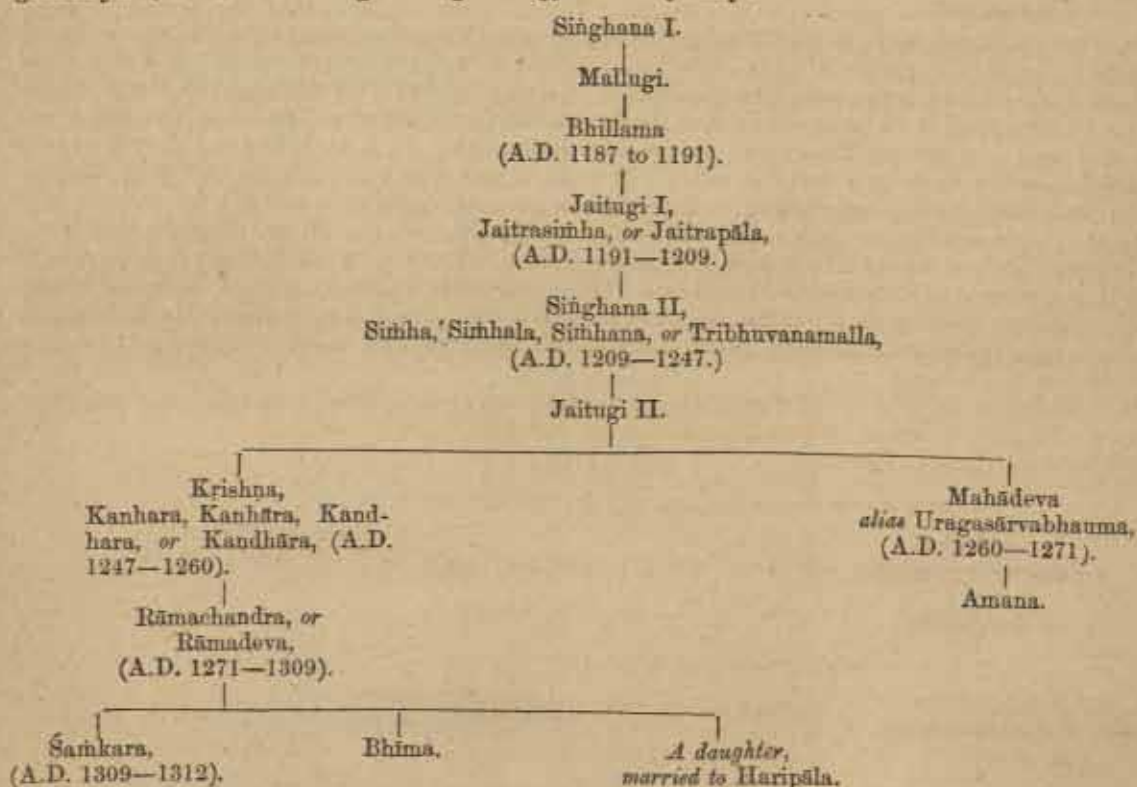 Siṅghana I.
Mallugi.
Bhillama
(A.D. 1187 to 1191).
Jaitugi I,
Jaitrasiṁha, or Jaitrapāla,
(A.D. 1191—1209.)
Siṅghana II,
Siṁha, Siṁhala, Siṁhana, or Tribhuvanamalla,
(A.D. 1209—1247.)
Jaitugi II.
Kṛishṇa,
Kanhara, Kanhāra, Kand-
hara, or Kandhāra, (A.D.
1247—1260).
Mahādeva
alias Uragasārvabhauma,
(A.D. 1260—1271).
Rāmachandra, or
Rāmadeva,
(A.D. 1271—1309).
Amana.
Śaṁkara,
(A.D. 1309—1312).
Bhīma.
A daughter,
married to Haripāla.